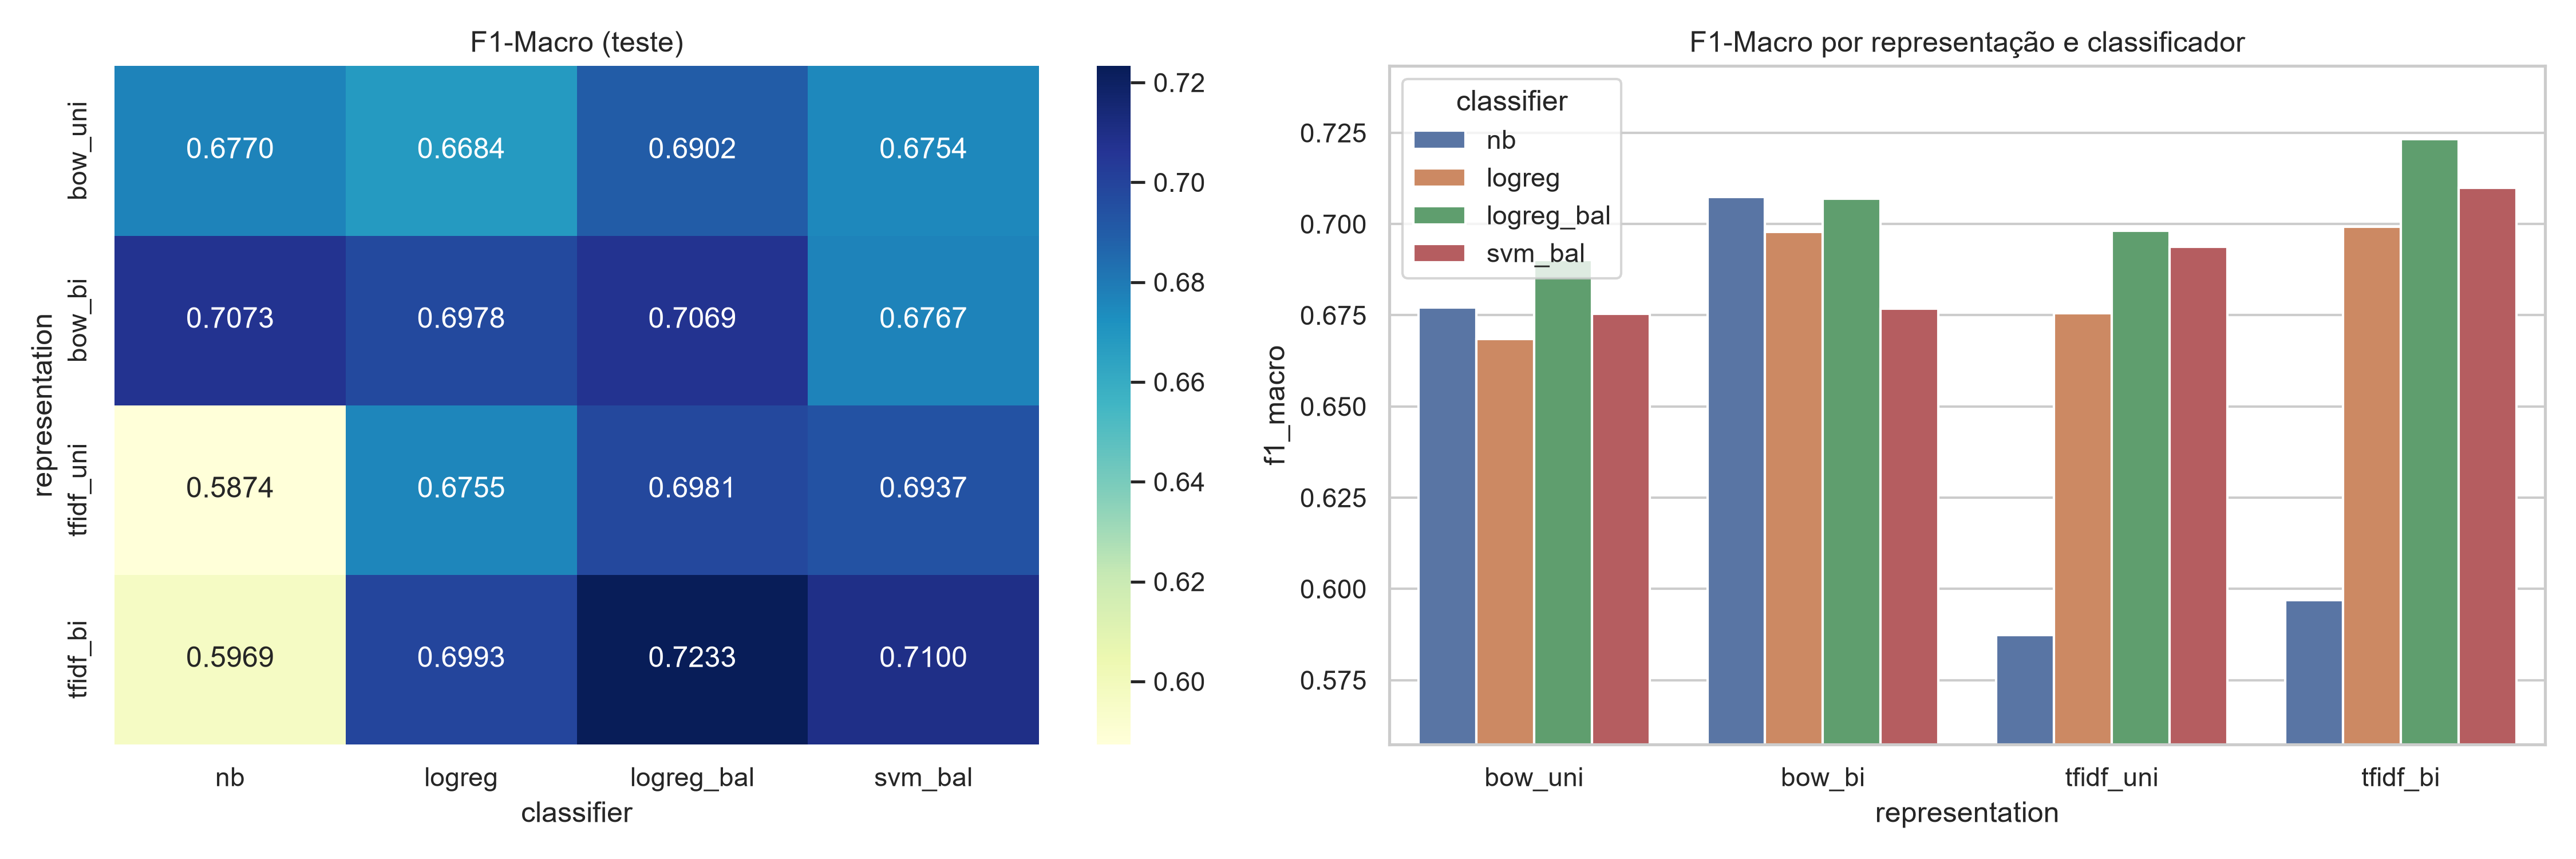 F1-Macro (teste)
representation
bow_uni
bow_bi
tfidf_uni
tfidf_bi
0.6770 0.6684 0.6902 0.6754
0.7073 0.6978 0.7069 0.6767
0.5874 0.6755 0.6981 0.6937
0.5969 0.6993 0.7233 0.7100
nb logreg logreg_bal svm_bal
classifier
0.72
0.70
0.68
0.66
0.64
0.62
0.60
F1-Macro por representação e classificador
classifier
nb
logreg
logreg_bal
svm_bal
f1_macro
0.725
0.700
0.675
0.650
0.625
0.600
0.575
bow_uni bow_bi tfidf_uni tfidf_bi
representation